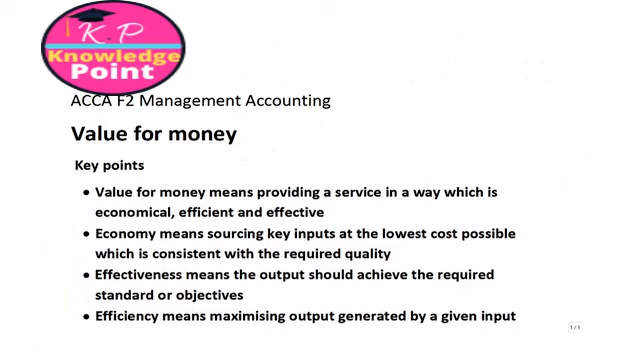 K.P
Knowledge
Point
ACCA F2 Management Accounting
Value for money
Key points
• Value for money means providing a service in a way which is
economical, efficient and effective
• Economy means sourcing key inputs at the lowest cost possible
which is consistent with the required quality
• Effectiveness means the output should achieve the required
standard or objectives
• Efficiency means maximising output generated by a given input
1 / 1